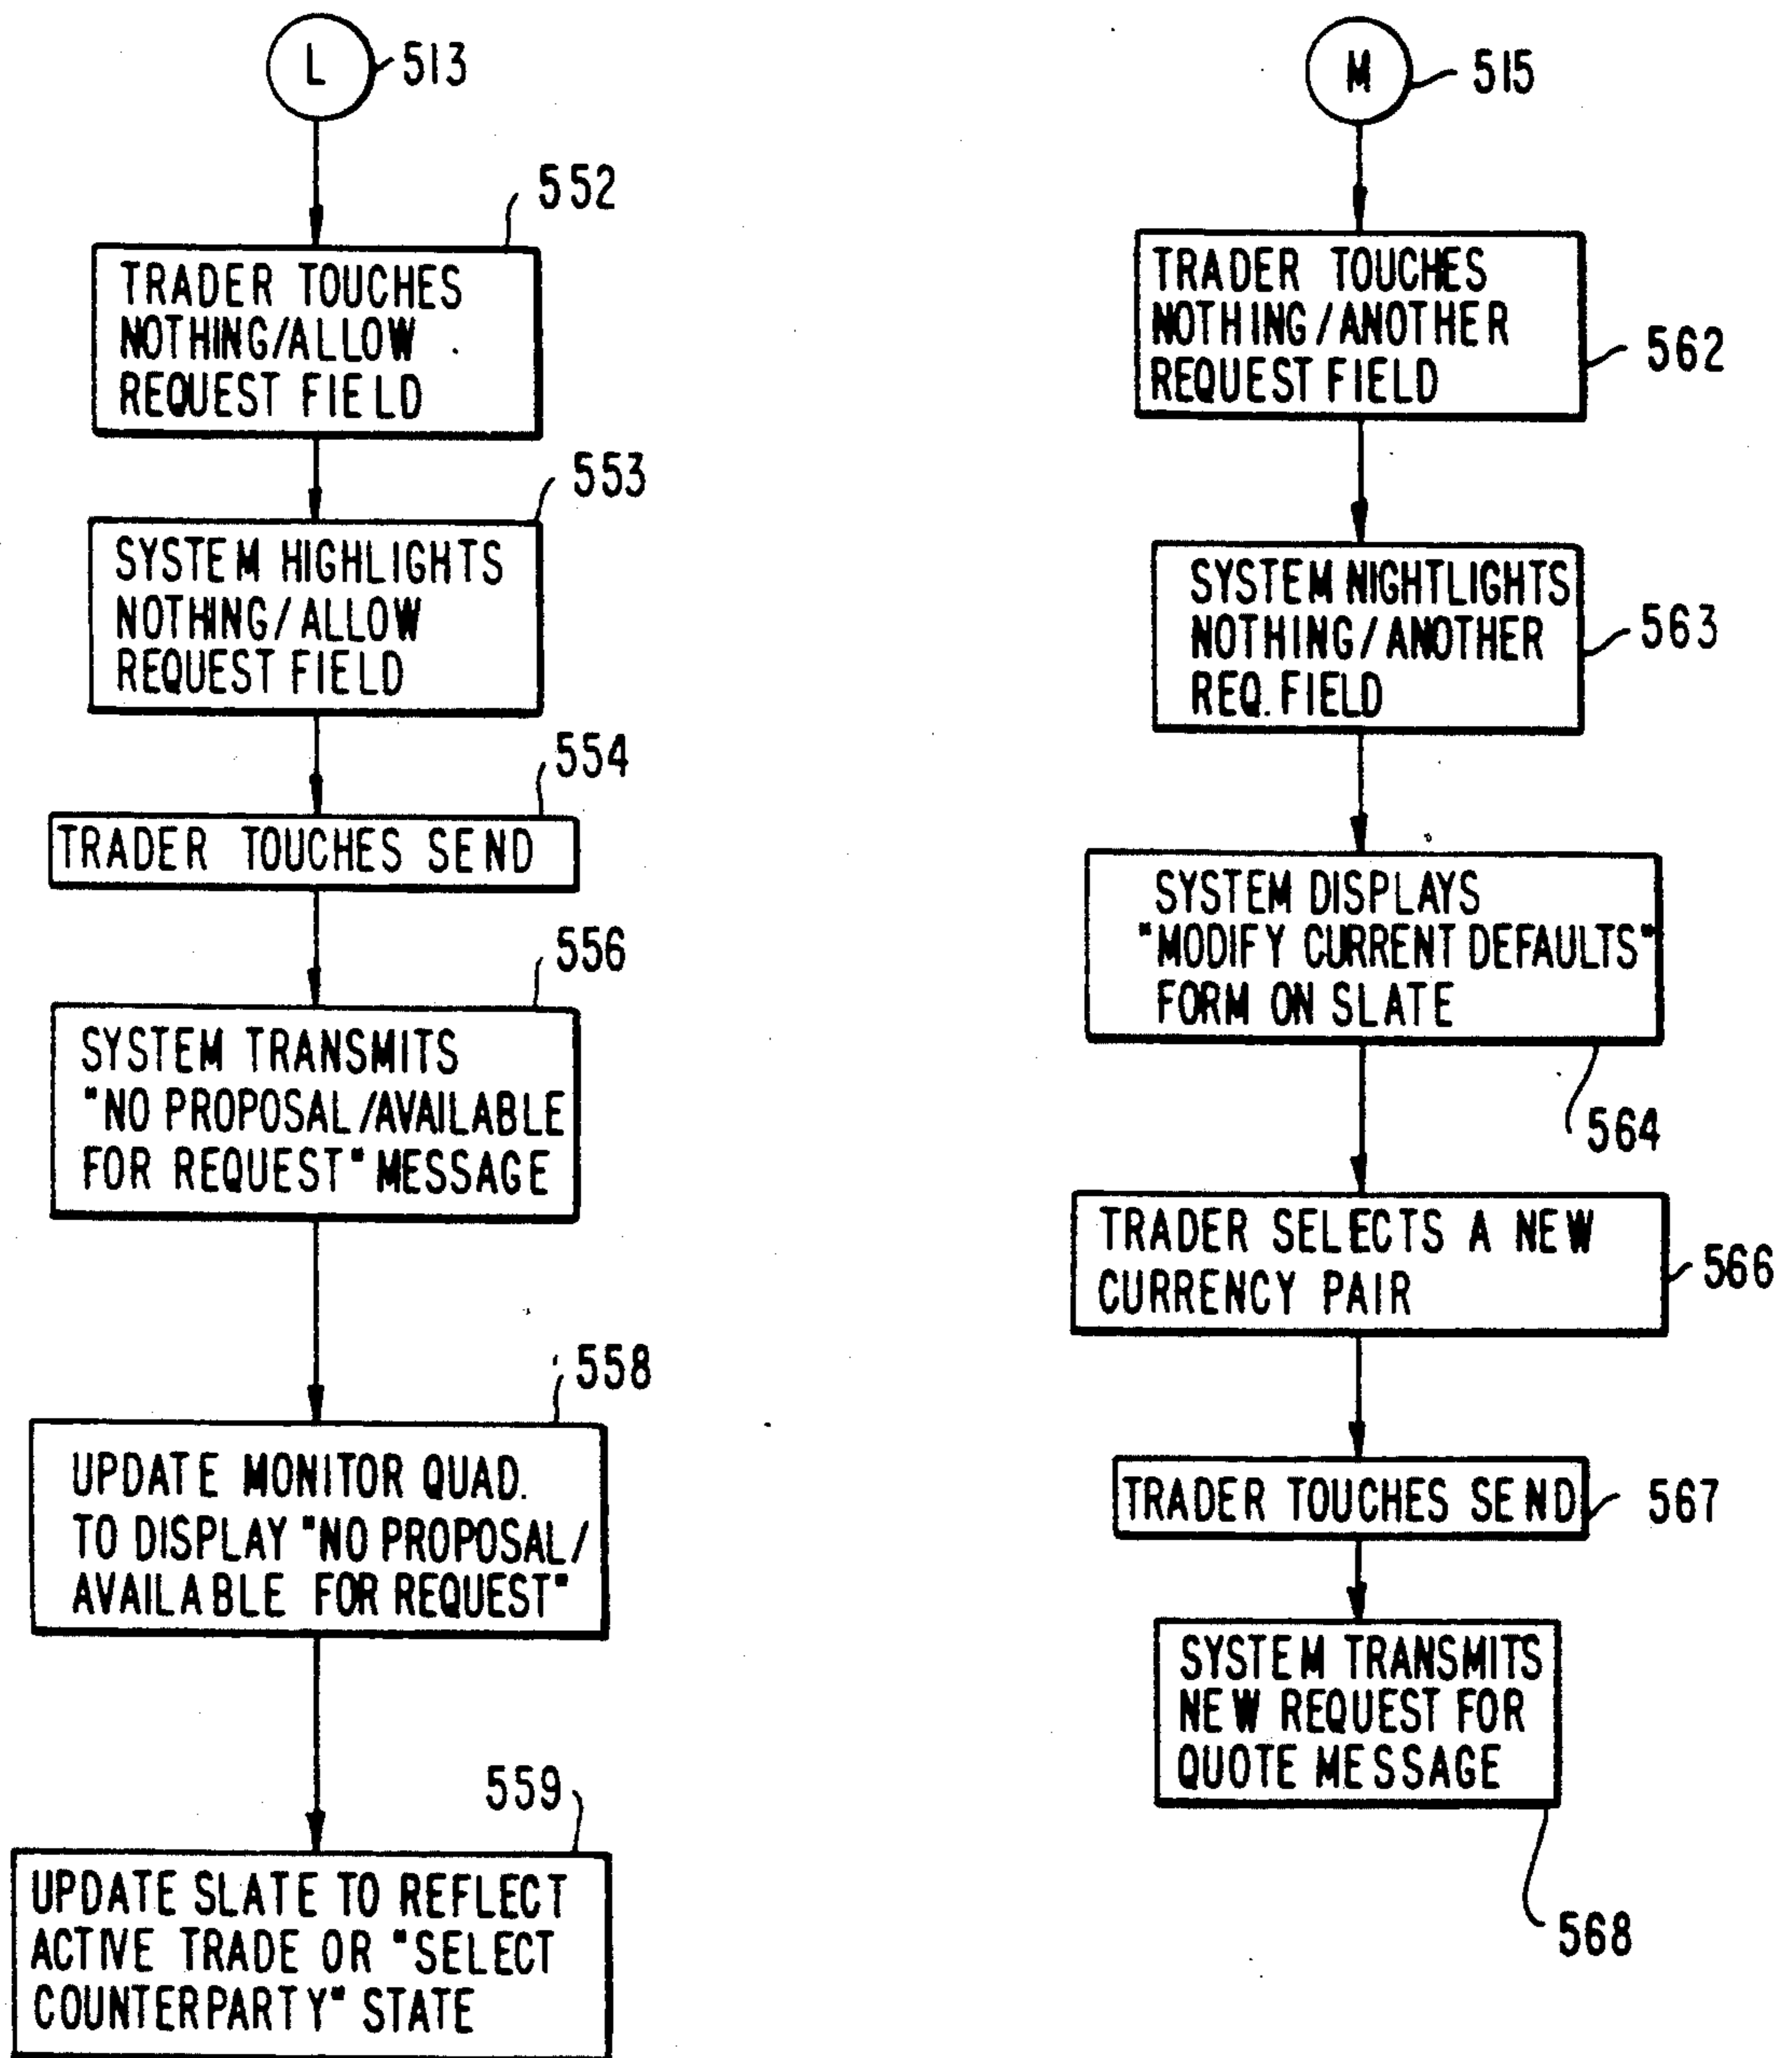 L
513
552
TRADER TOUCHES
NOTHING/ALLOW
REQUEST FIELD
553
SYSTEM HIGHLIGHTS
NOTHING/ALLOW
REQUEST FIELD
554
TRADER TOUCHES SEND
556
SYSTEM TRANSMITS
"NO PROPOSAL/AVAILABLE
FOR REQUEST" MESSAGE
558
UPDATE MONITOR QUAD.
TO DISPLAY "NO PROPOSAL/
AVAILABLE FOR REQUEST"
559
UPDATE SLATE TO REFLECT
ACTIVE TRADE OR "SELECT
COUNTERPARTY" STATE
M
515
TRADER TOUCHES
NOTHING/ANOTHER
REQUEST FIELD
562
SYSTEM NIGHTLIGHTS
NOTHING/ANOTHER
REQ. FIELD
563
SYSTEM DISPLAYS
"MODIFY CURRENT DEFAULTS"
FORM ON SLATE
564
TRADER SELECTS A NEW
CURRENCY PAIR
566
TRADER TOUCHES SEND
567
SYSTEM TRANSMITS
NEW REQUEST FOR
QUOTE MESSAGE
568